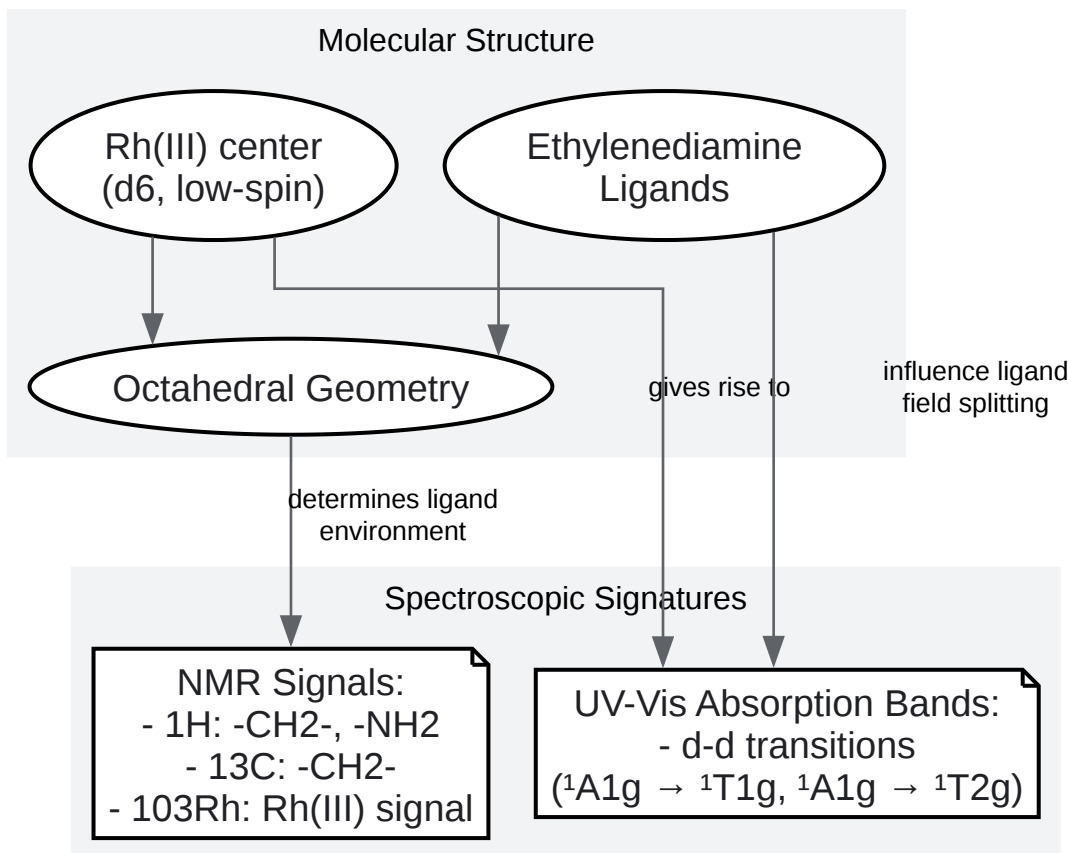 Molecular Structure
Rh(III) center
(d6, low-spin)
Ethylenediamine
Ligands
Octahedral Geometry
gives rise to
influence ligand
field splitting
determines ligand
environment
Spectroscopic Signatures
NMR Signals:
- 1H: -CH2-, -NH2
- 13C: -CH2-
- 103Rh: Rh(III) signal
UV-Vis Absorption Bands:
- d-d transitions
(¹A1g → ¹T1g, ¹A1g → ¹T2g)